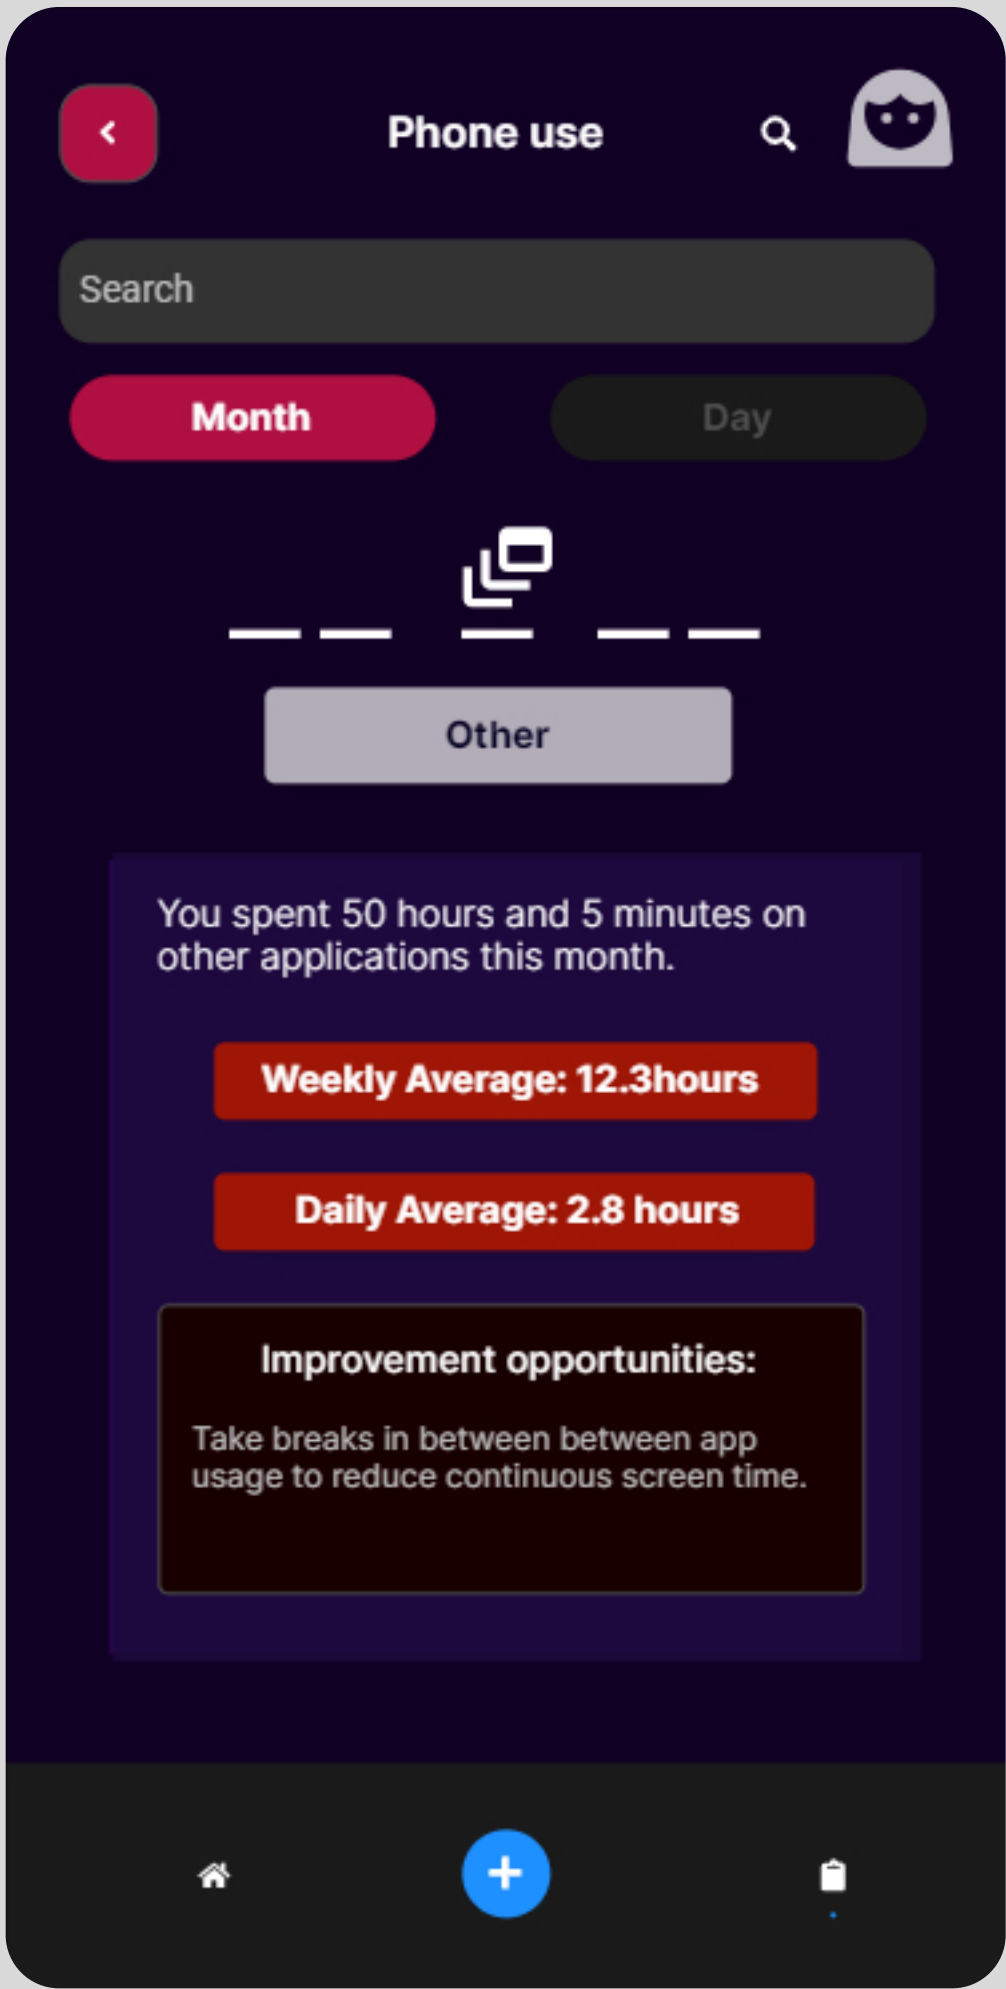 Phone use
Search
Month
Day
Other
You spent 50 hours and 5 minutes on
other applications this month.
Weekly Average: 12.3hours
Daily Average: 2.8 hours
Improvement opportunities:
Take breaks in between between app
usage to reduce continuous screen time.